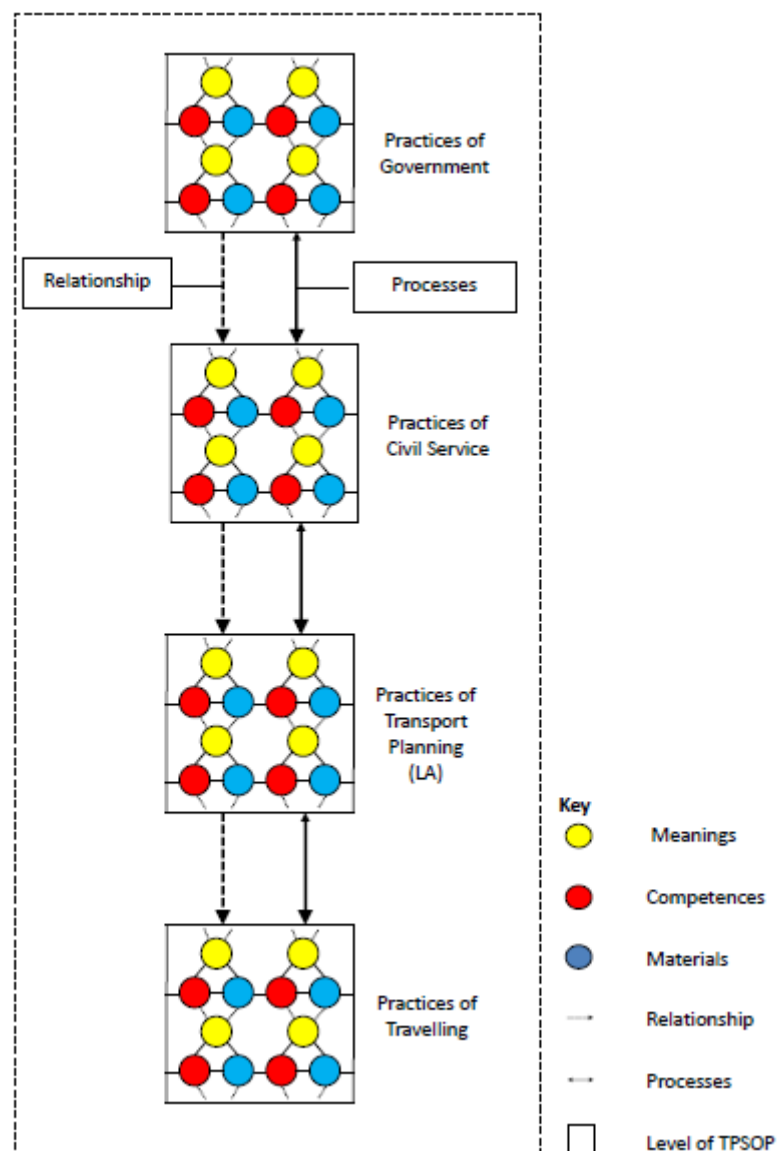 Practices of
Government
Relationship
Processes
Practices of
Civil Service
Practices of
Transport
Planning
(LA)
Practices of
Travelling
Key
Meanings
Competences
Materials
Relationship
Processes
Level of TPSOP